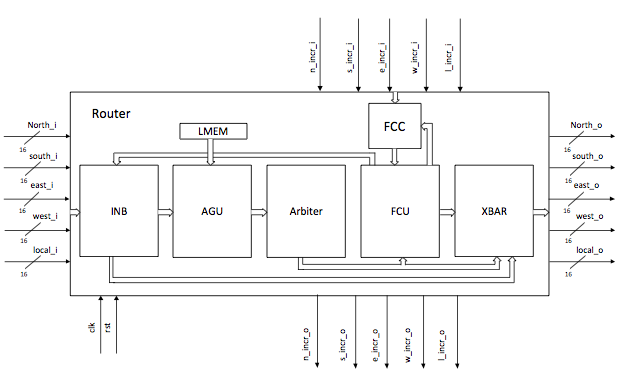 n_incr_i
s_incr_i
e_incr_i
w_incr_i
l_incr_i
Router
North_i
16
south_i
16
east_i
16
west_i
16
local_i
16
LMEM
FCC
INB
AGU
Arbiter
FCU
XBAR
North_o
16
south_o
16
east_o
16
west_o
16
local_o
16
clk
rst
n_incr_o
s_incr_o
e_incr_o
w_incr_o
l_incr_o